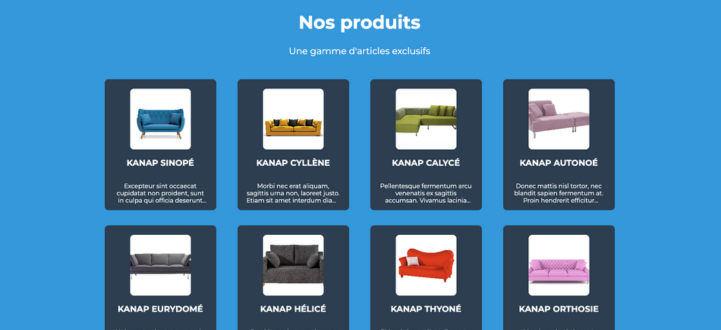 Nos produits
Une gamme d'articles exclusifs
KANAP SINOPÉ
Excepteur sint occaecat
cupidatat non proident, sunt
in culpa qui officia deserunt...
KANAP CYLLÈNE
Morbi nec erat aliquam,
sagittis urna non, laoreet justo.
Etiam sit amet interdum dia...
KANAP CALYCÉ
Pellentesque fermentum arcu
venenatis ex sagittis
accumsan. Vivamus lacinia...
KANAP AUTONOÉ
Donec mattis nisl tortor, nec
blandit sapien fermentum at.
Proin hendrerit efficitur...
KANAP EURYDOMÉ
KANAP HÉLICÉ
KANAP THYONÉ
KANAP ORTHOSIE